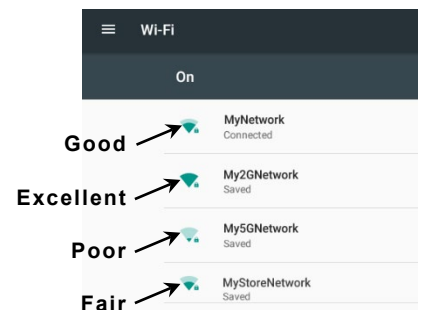 Wi-Fi
On
Good
MyNetwork
Connected
Excellent
My2GNetwork
Saved
Poor
My5GNetwork
Saved
Fair
MyStoreNetwork
Saved